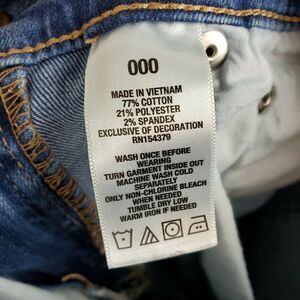 000
MADE IN VIETNAM
77% COTTON
21% POLYESTER
2% SPANDEX
EXCLUSIVE OF DECORATION
RN154379
WASH ONCE BEFORE
WEARING
TURN GARMENT INSIDE OUT
MACHINE WASH COLD
SEPARATELY
ONLY NON-CHLORINE BLEACH
WHEN NEEDED
TUMBLE DRY LOW
WARM IRON IF NEEDED